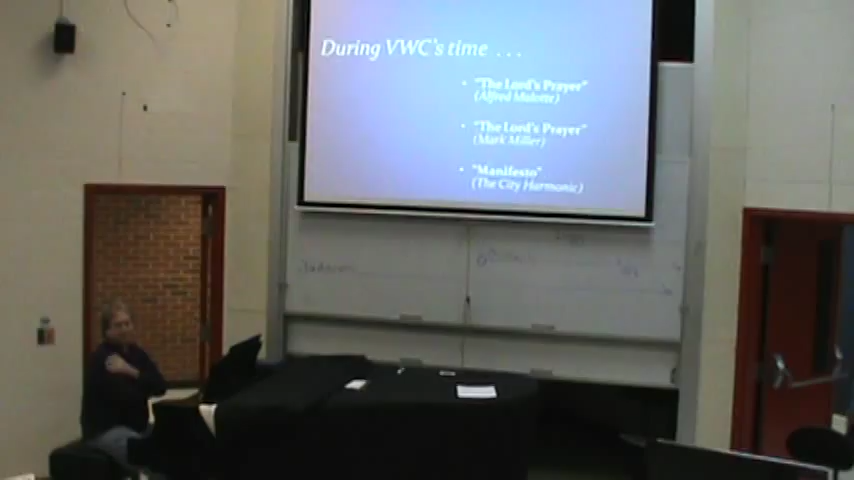 During VWC's time . . .
• "The Lord's Prayer"
(Alfred Malotte)
• "The Lord's Prayer"
(Mark Miller)
• "Manifesto"
(The City Harmonic)